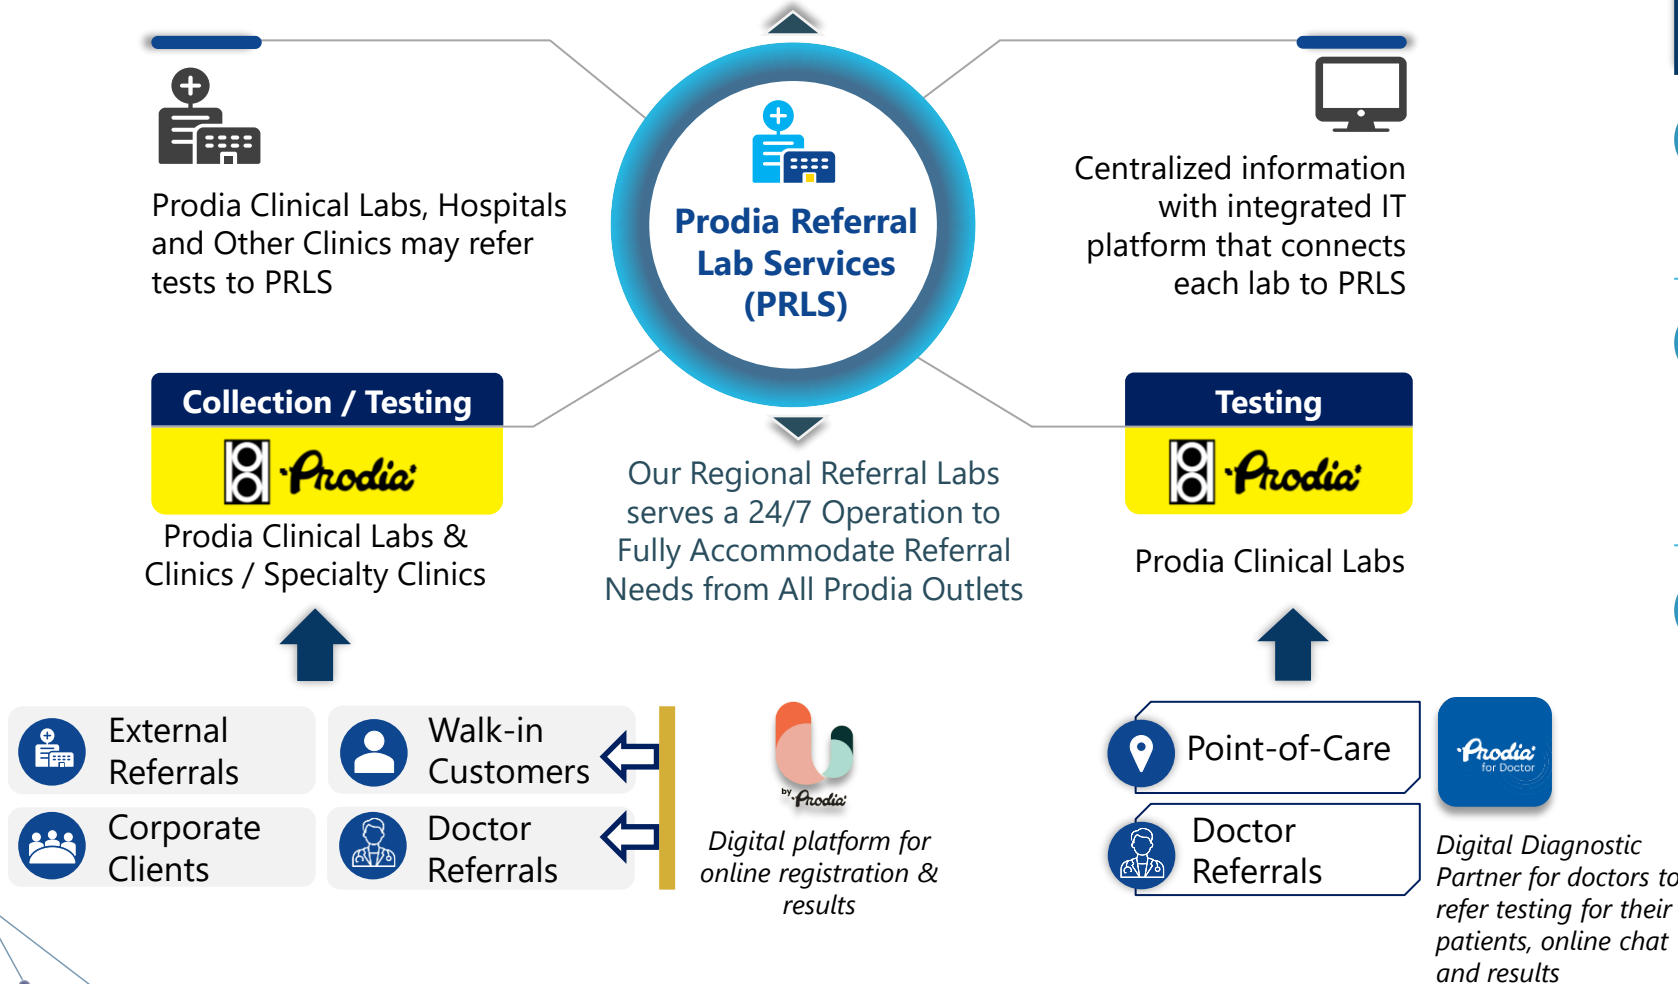 Prodia Clinical Labs, Hospitals
and Other Clinics may refer
tests to PRLS
Prodia Referral
Lab Services
(PRLS)
Centralized information
with integrated IT
platform that connects
each lab to PRLS
Collection / Testing
Prodia
Prodia Clinical Labs &
Clinics / Specialty Clinics
Our Regional Referral Labs
serves a 24/7 Operation to
Fully Accommodate Referral
Needs from All Prodia Outlets
Testing
Prodia
Prodia Clinical Labs
External
Referrals
Walk-in
Customers
Corporate
Clients
Doctor
Referrals
by Prodia
Digital platform for
online registration &
results
Point-of-Care
Doctor
Referrals
Prodia
for Doctor
Digital Diagnostic
Partner for doctors to
refer testing for their
patients, online chat
and results